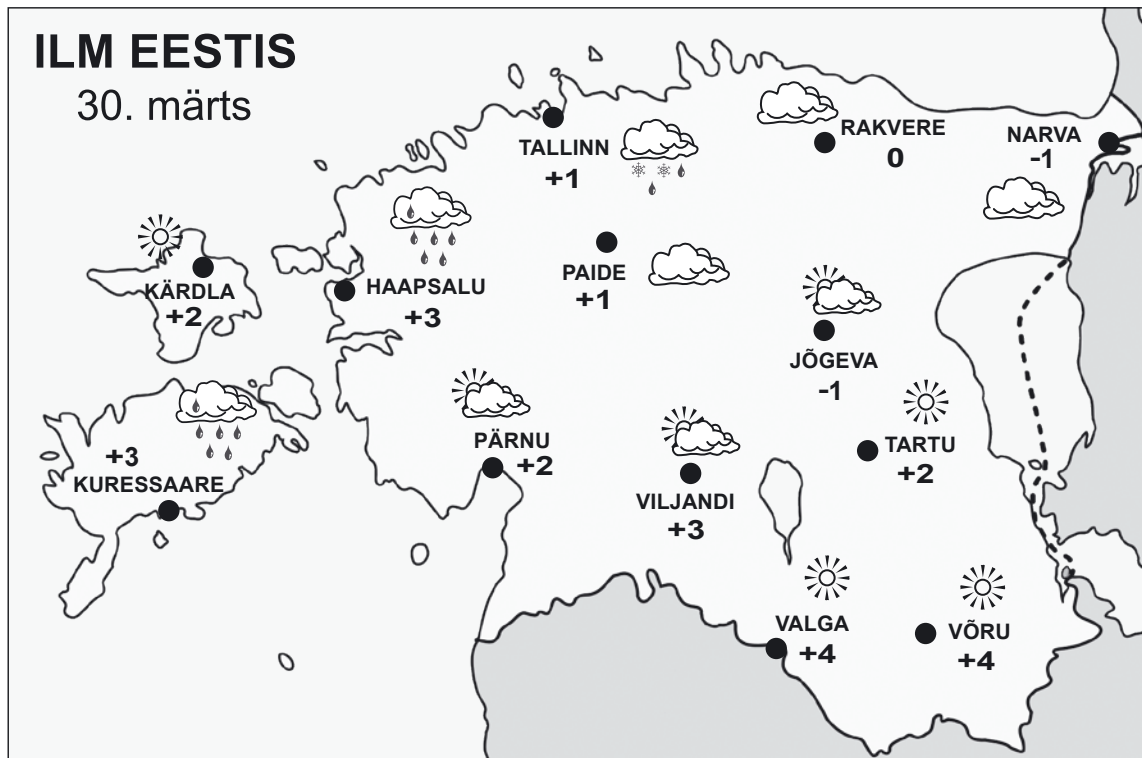 ILM EESTIS
30. märts
TALLINN
+1
RAKVERE
0
NARVA
-1
KÄRDLA
+2
HAAPSALU
+3
PAIDE
+1
JÕGEVA
-1
+3
KURESSAARE
PÄRNU
+2
VILJANDI
+3
TARTU
+2
VALGA
+4
VÕRU
+4